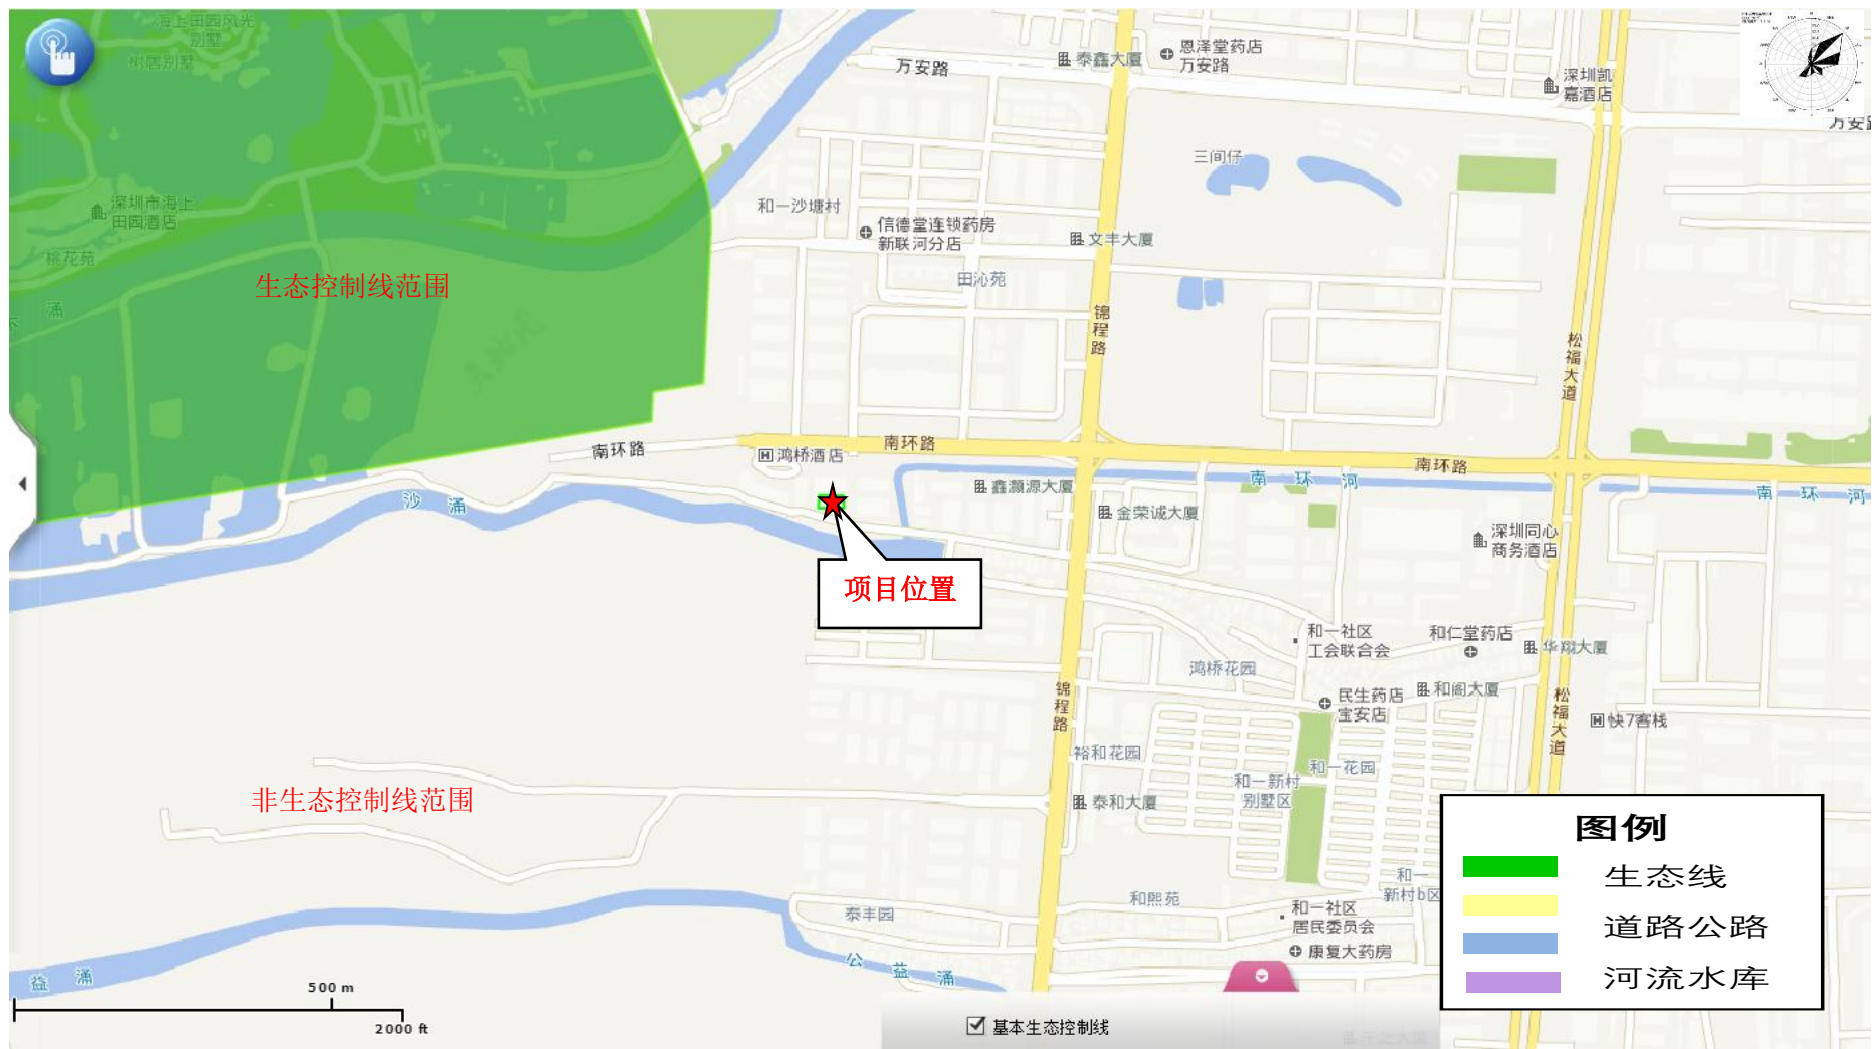 海上田园风光
别墅
树居别墅
万安路
泰鑫大厦
恩泽堂药店
万安路
深圳凯
嘉酒店
万安路
三间仔
深圳市海上
田园酒店
和一沙塘村
信德堂连锁药房
新联河分店
文丰大厦
桃花苑
生态控制线范围
田沁苑
涌
锦程路
松福大道
南环路
鸿桥酒店
南环路
南环路
沙涌
鑫灏源大厦
南环河
南环河
金荣诚大厦
深圳同心
商务酒店
项目位置
和一社区
工会联合会
和仁堂药店
华翔大厦
鸿桥花园
锦程路
民生药店
宝安店
和阁大厦
松福大道
快7客栈
裕和花园
和一花园
和一新村
别墅区
非生态控制线范围
泰和大厦
图例
生态线
道路公路
河流水库
和一
新村b区
和熙苑
泰丰园
和一社区
居民委员会
康复大药房
公益涌
益涌
500 m
2000 ft
基本生态控制线